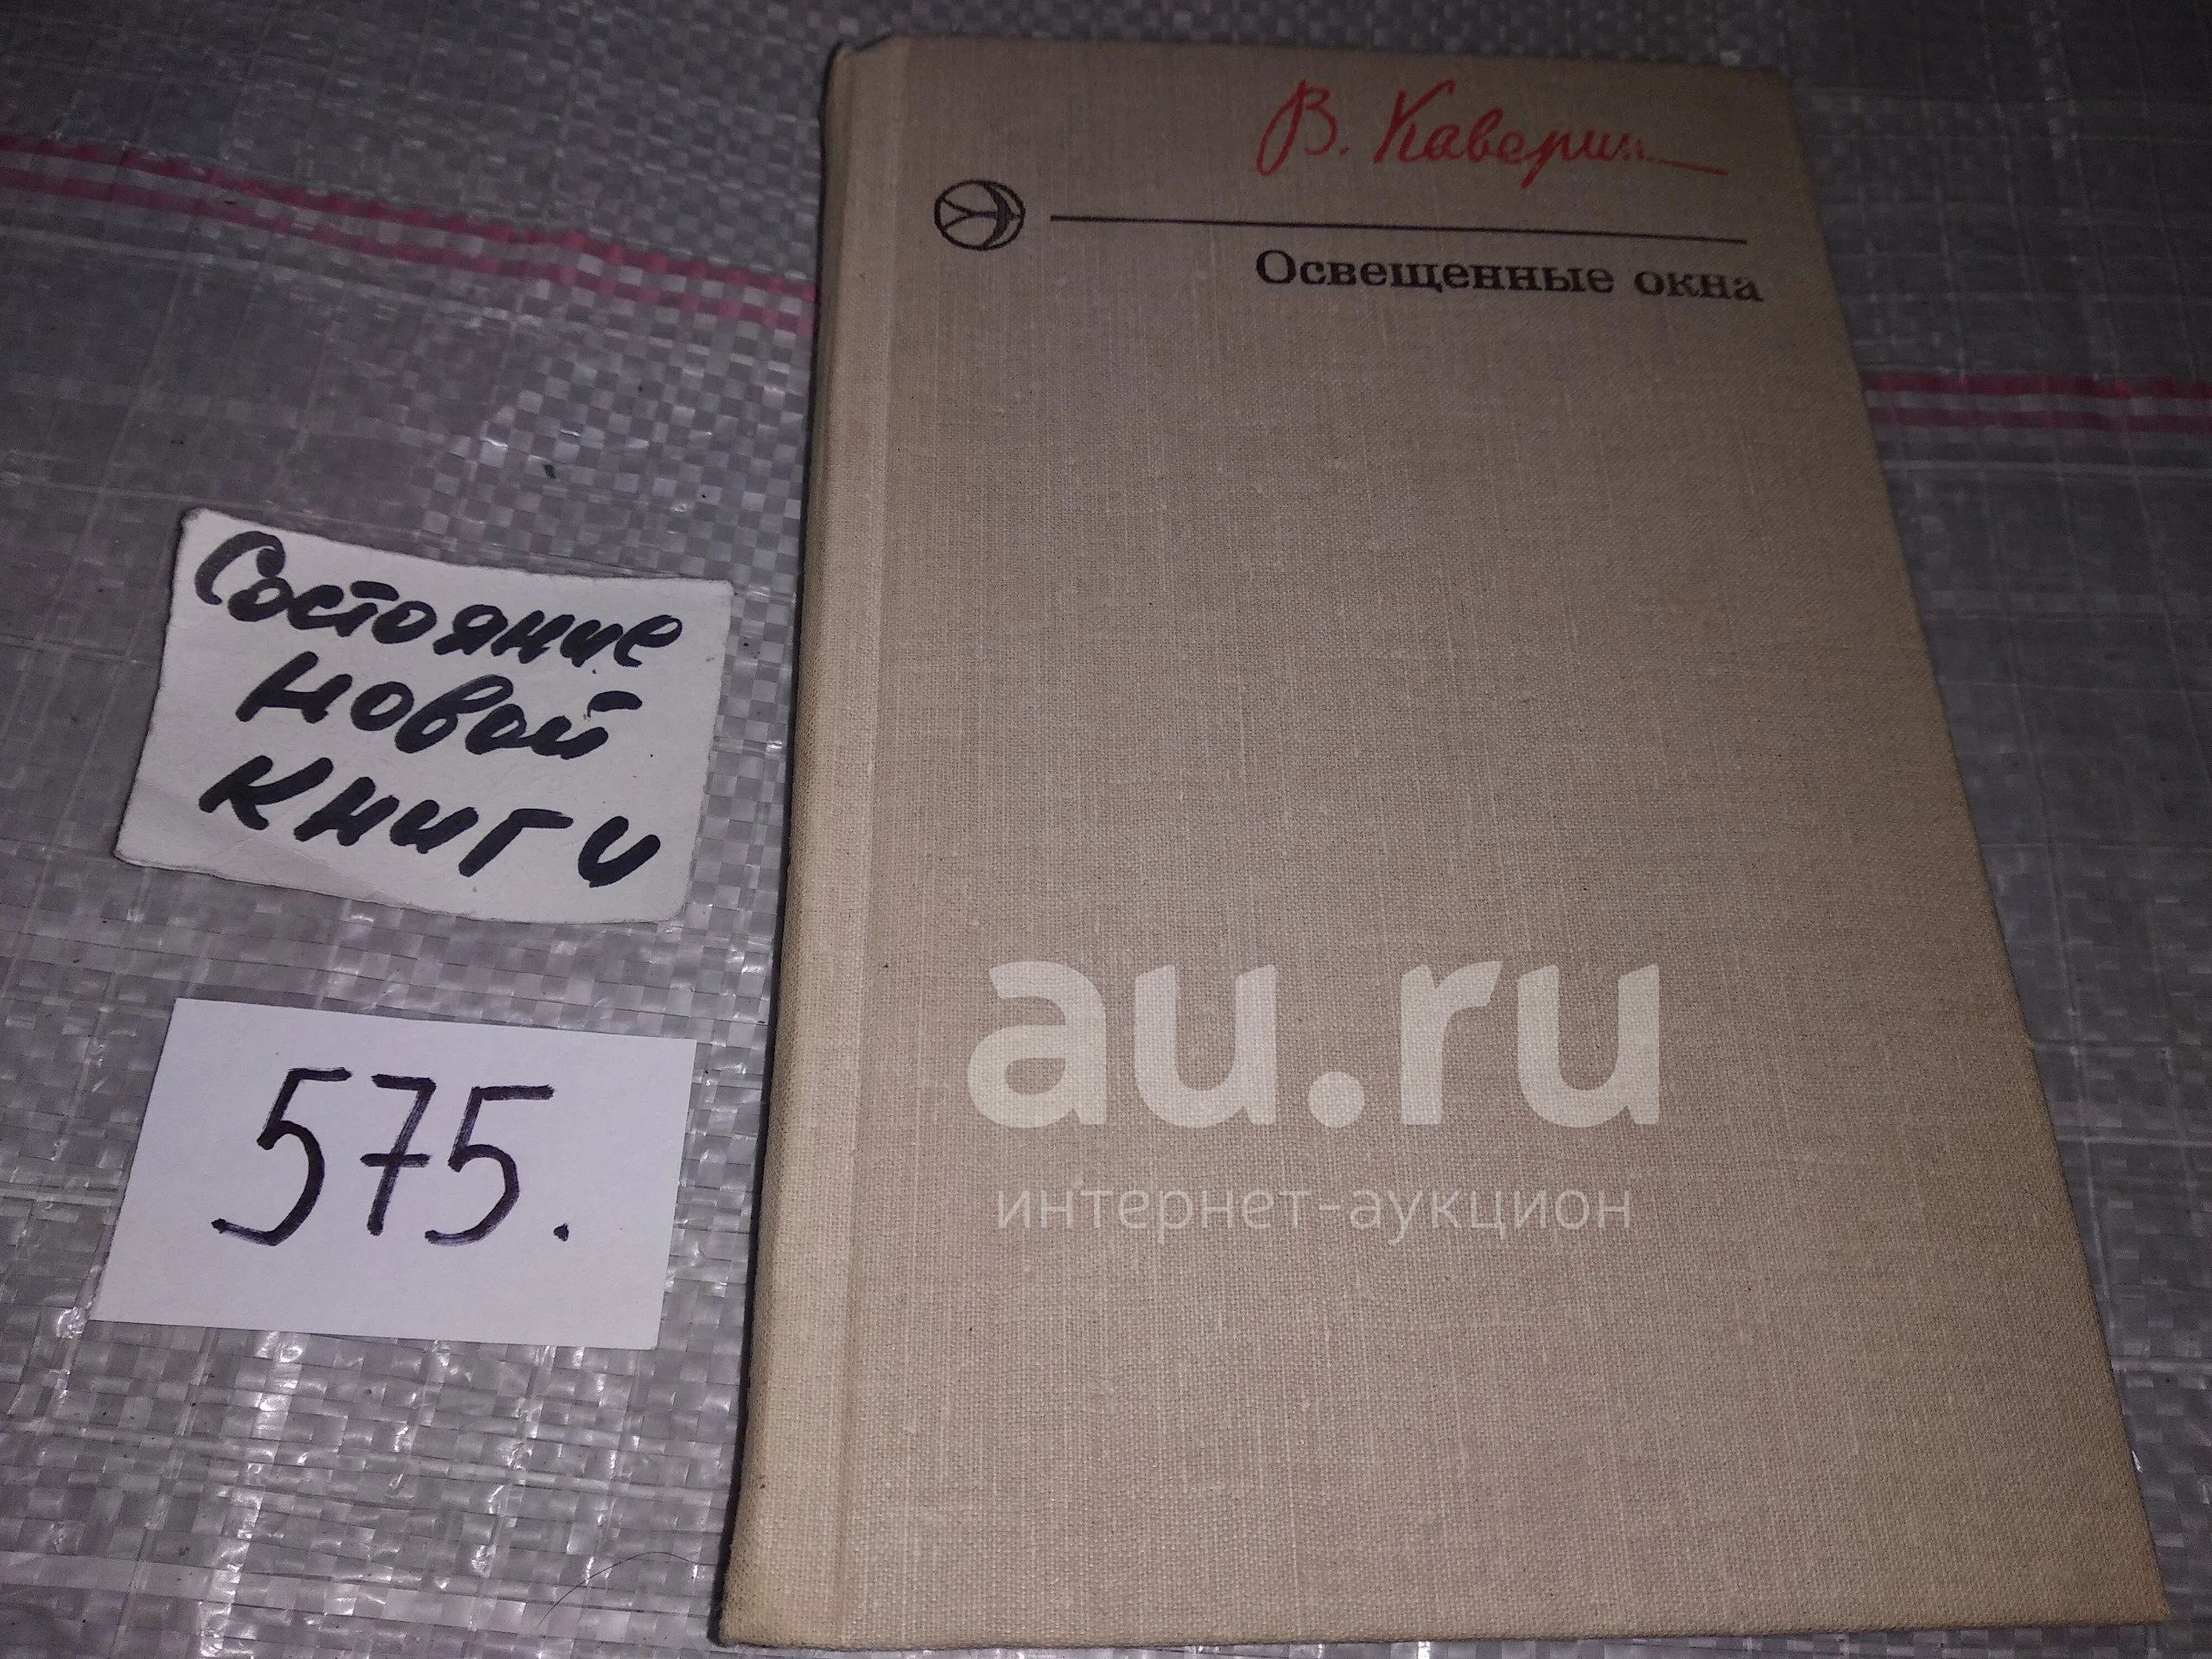 В. Каверин
Освещенные окна
Состояние
новой
книги
575.
au.ru
интернет-аукцион